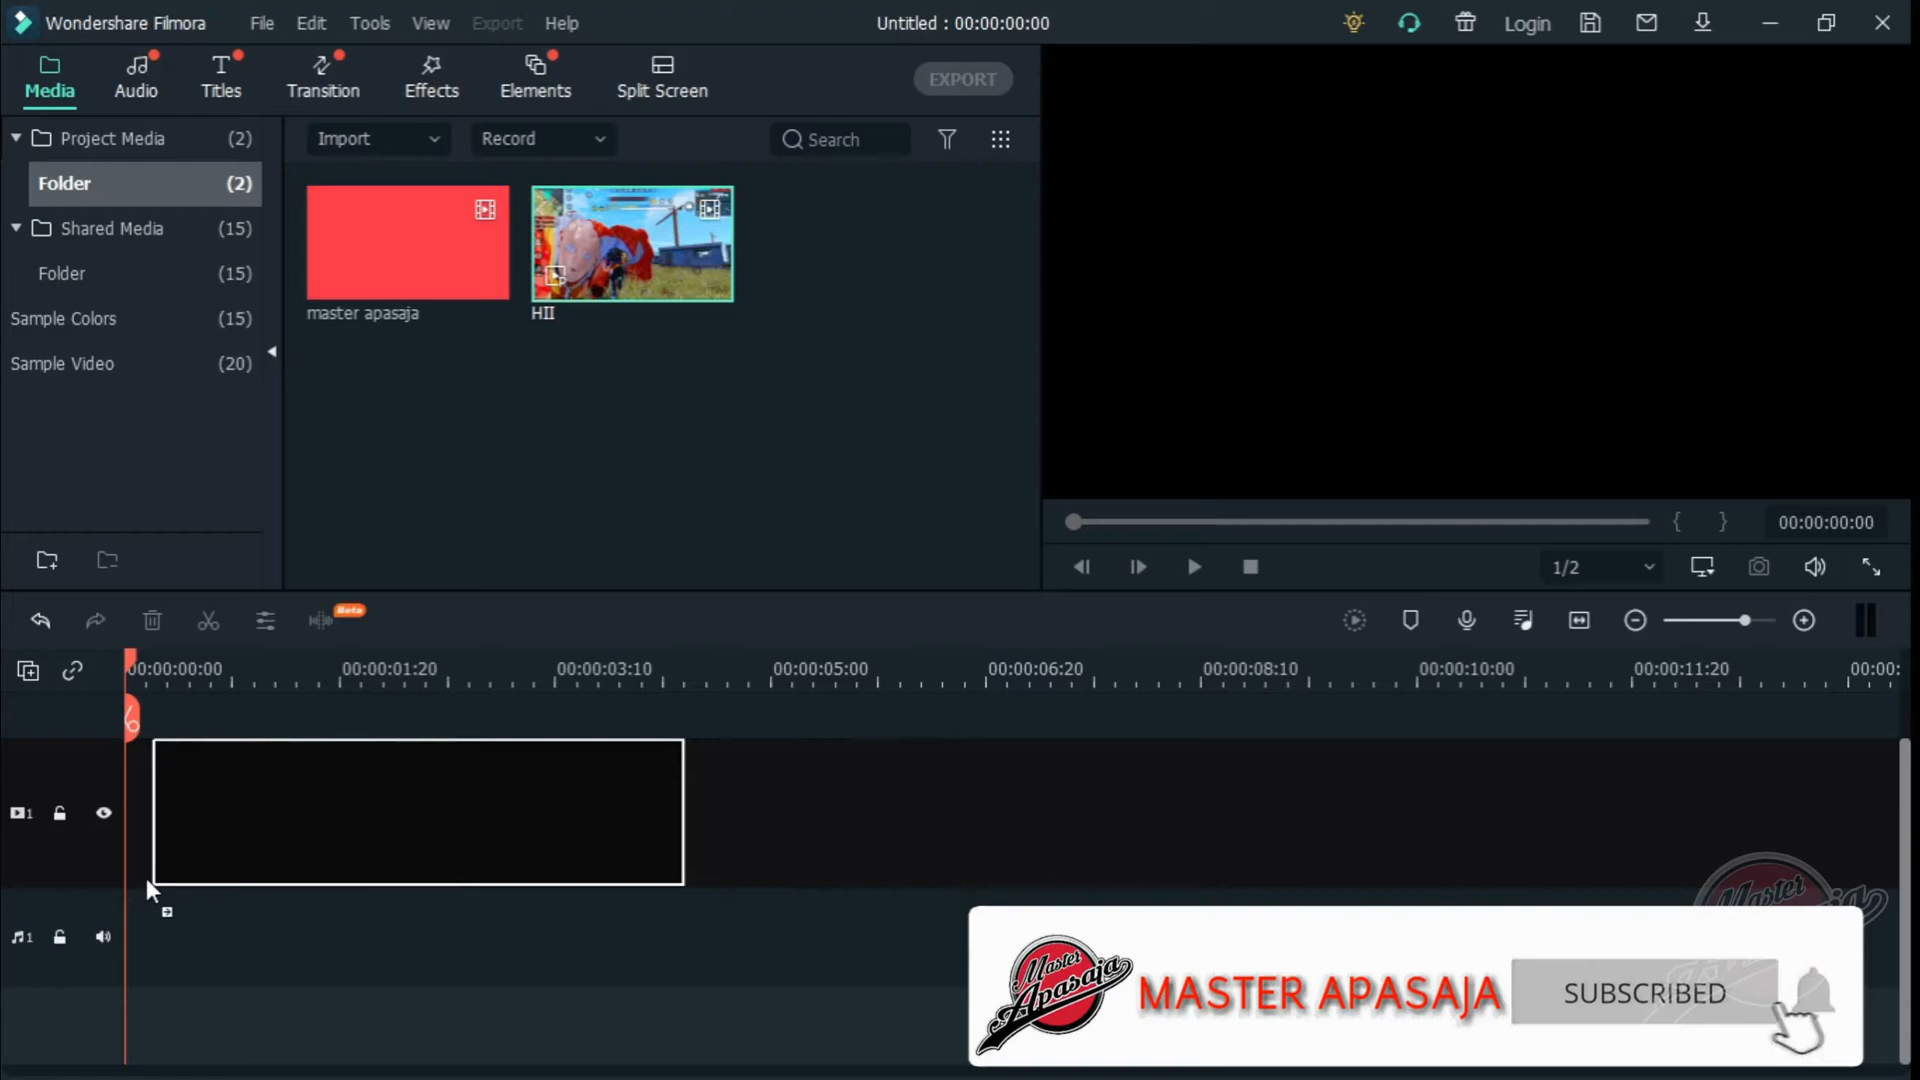 Wondershare Filmora File Edit Tools View Export Help Untitled : 00:00:00:00 Login
Media Audio Titles Transition Effects Elements Split Screen EXPORT
Project Media (2) Import Record Search
Folder (2)
Shared Media (15)
Folder (15)
Sample Colors (15)
Sample Video (20)
master apasaja HII
00:00:00:00
1/2
Beta
00:00:00:00 00:00:01:20 00:00:03:10 00:00:05:00 00:00:06:20 00:00:08:10 00:00:10:00 00:00:11:20 00:00:
1
1
Master
Apasaja
MASTER APASAJA SUBSCRIBED
Master